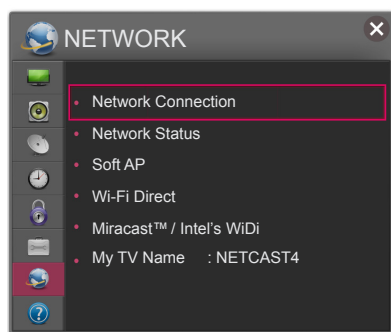 NETWORK
• Network Connection
• Network Status
• Soft AP
• Wi-Fi Direct
• Miracast™ / Intel's WiDi
• My TV Name : NETCAST4